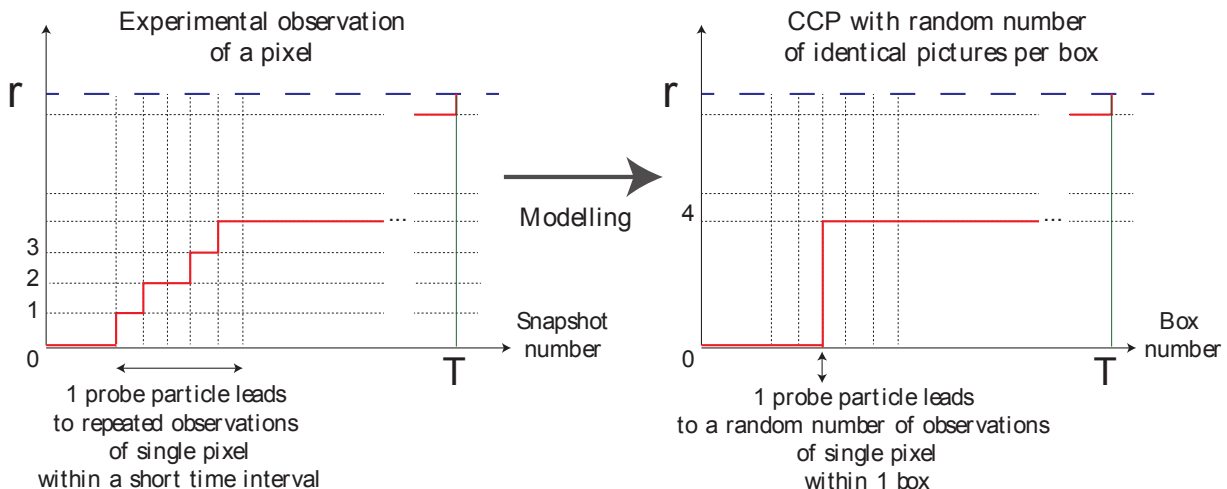 Experimental observation
of a pixel
r
3
2
1
0
...
Snapshot
number
T
1 probe particle leads
to repeated observations
of single pixel
within a short time interval
Modelling
CCP with random number
of identical pictures per box
r
4
0
...
Box
number
T
1 probe particle leads
to a random number of observations
of single pixel
within 1 box